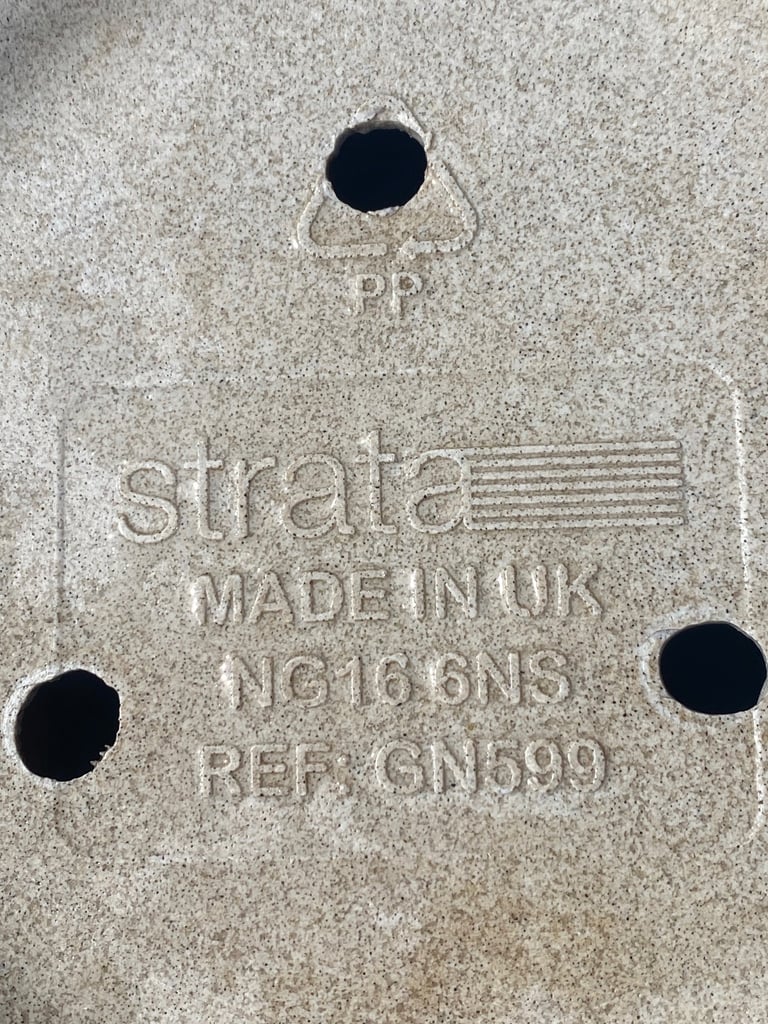 PP
strata
MADE IN UK
NG16 6NS
REF: GN599